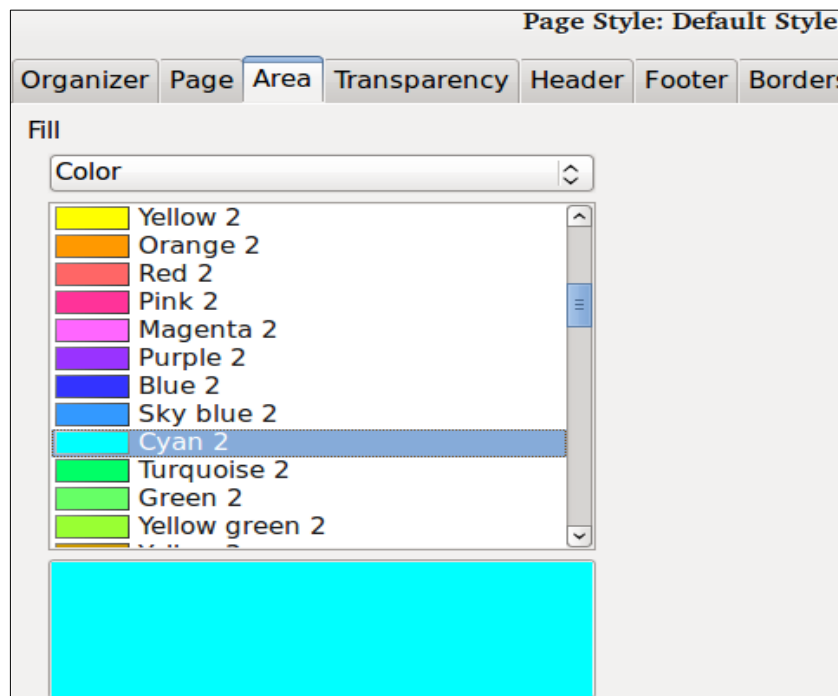 Page Style: Default Style
Organizer Page Area Transparency Header Footer Borders
Fill
Color
Yellow 2
Orange 2
Red 2
Pink 2
Magenta 2
Purple 2
Blue 2
Sky blue 2
Cyan 2
Turquoise 2
Green 2
Yellow green 2